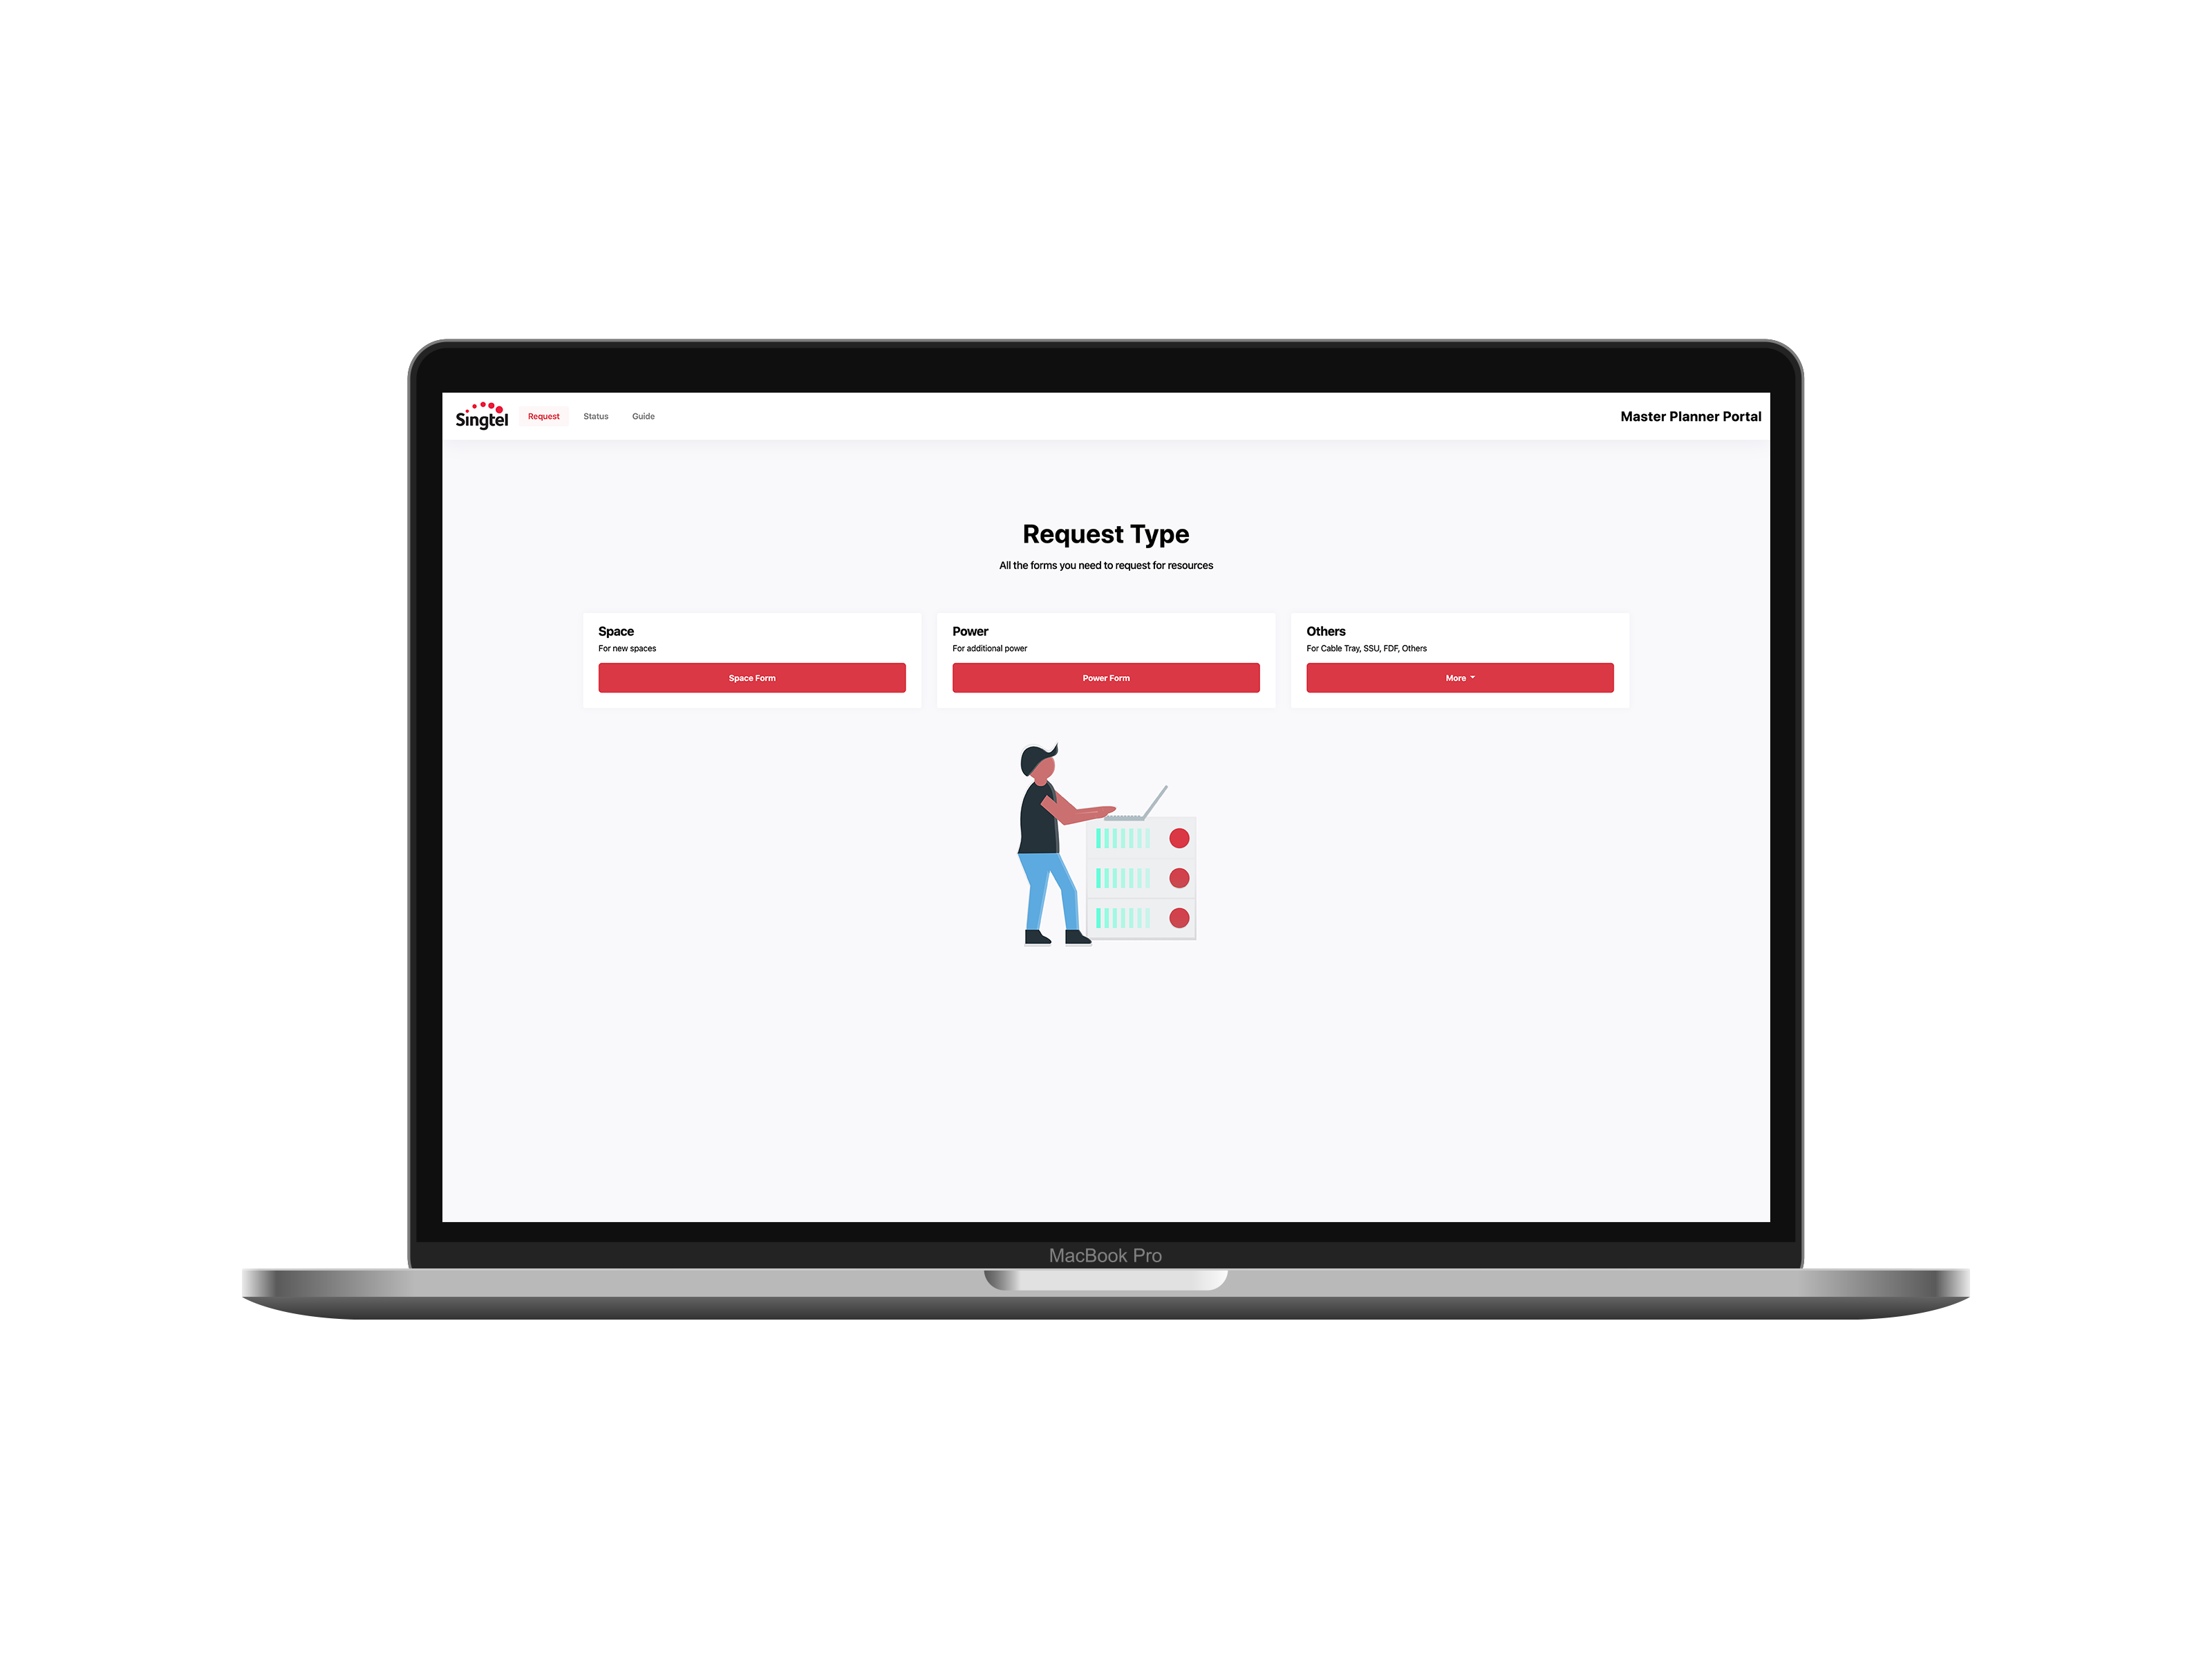 Singtel
Request
Status
Guide
Master Planner Portal
Request Type
All the forms you need to request for resources
Space
For new spaces
Space Form
Power
For additional power
Power Form
Others
For Cable Tray, SSU, FDF, Others
More
MacBook Pro